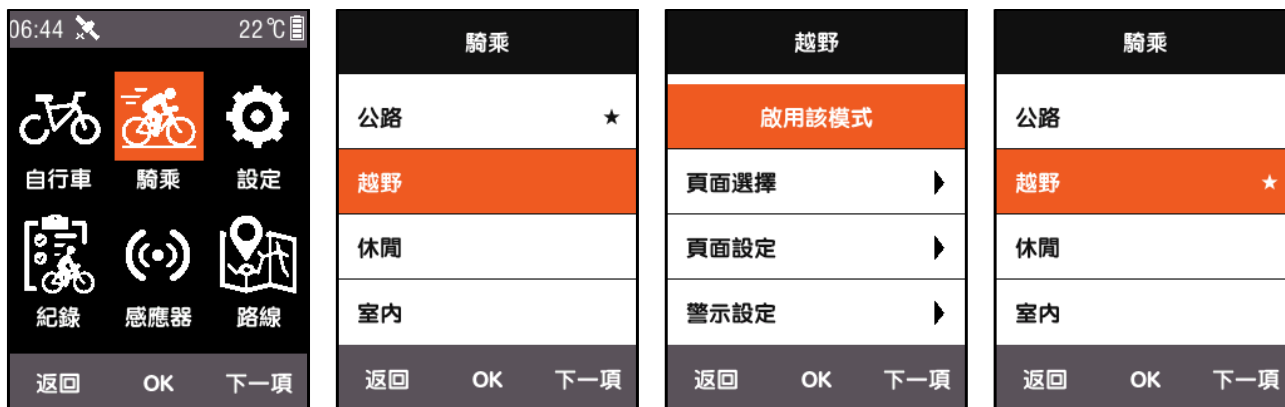 06:44 22℃
自行車 騎乘 設定
紀錄 感應器 路線
返回 OK 下一項
騎乘
公路 ★
越野
休閒
室內
返回 OK 下一項
越野
啟用該模式
頁面選擇
頁面設定
警示設定
返回 OK 下一項
騎乘
公路
越野 ★
休閒
室內
返回 OK 下一項